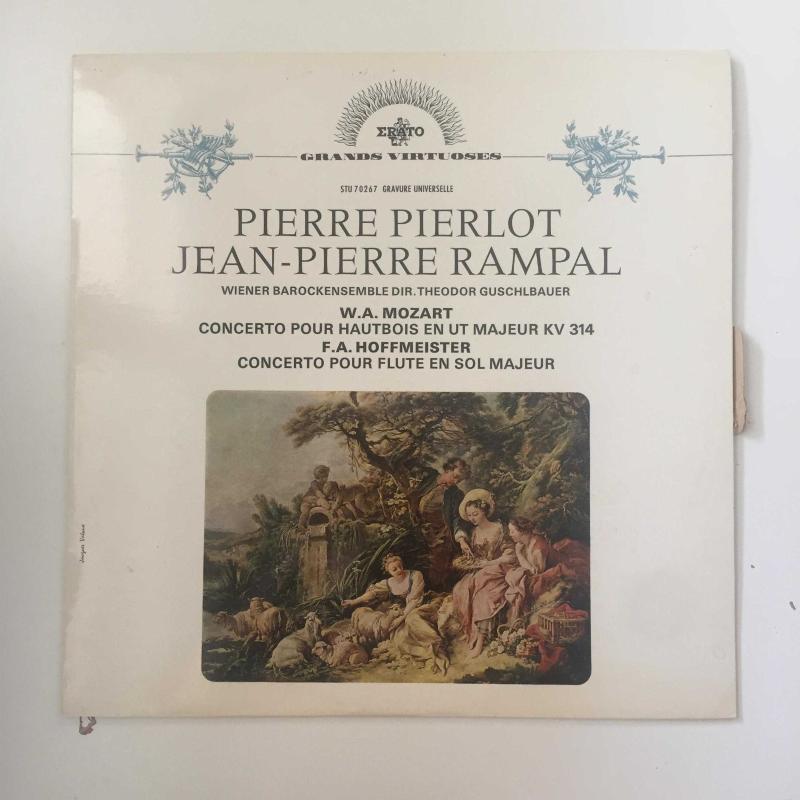 ΣRATO
GRANDS VIRTUOSES
STU 70267 GRAVURE UNIVERSELLE
PIERRE PIERLOT
JEAN-PIERRE RAMPAL
WIENER BAROCKENSEMBLE DIR. THEODOR GUSCHLBAUER
W.A. MOZART
CONCERTO POUR HAUTBOIS EN UT MAJEUR KV 314
F.A. HOFFMEISTER
CONCERTO POUR FLUTE EN SOL MAJEUR